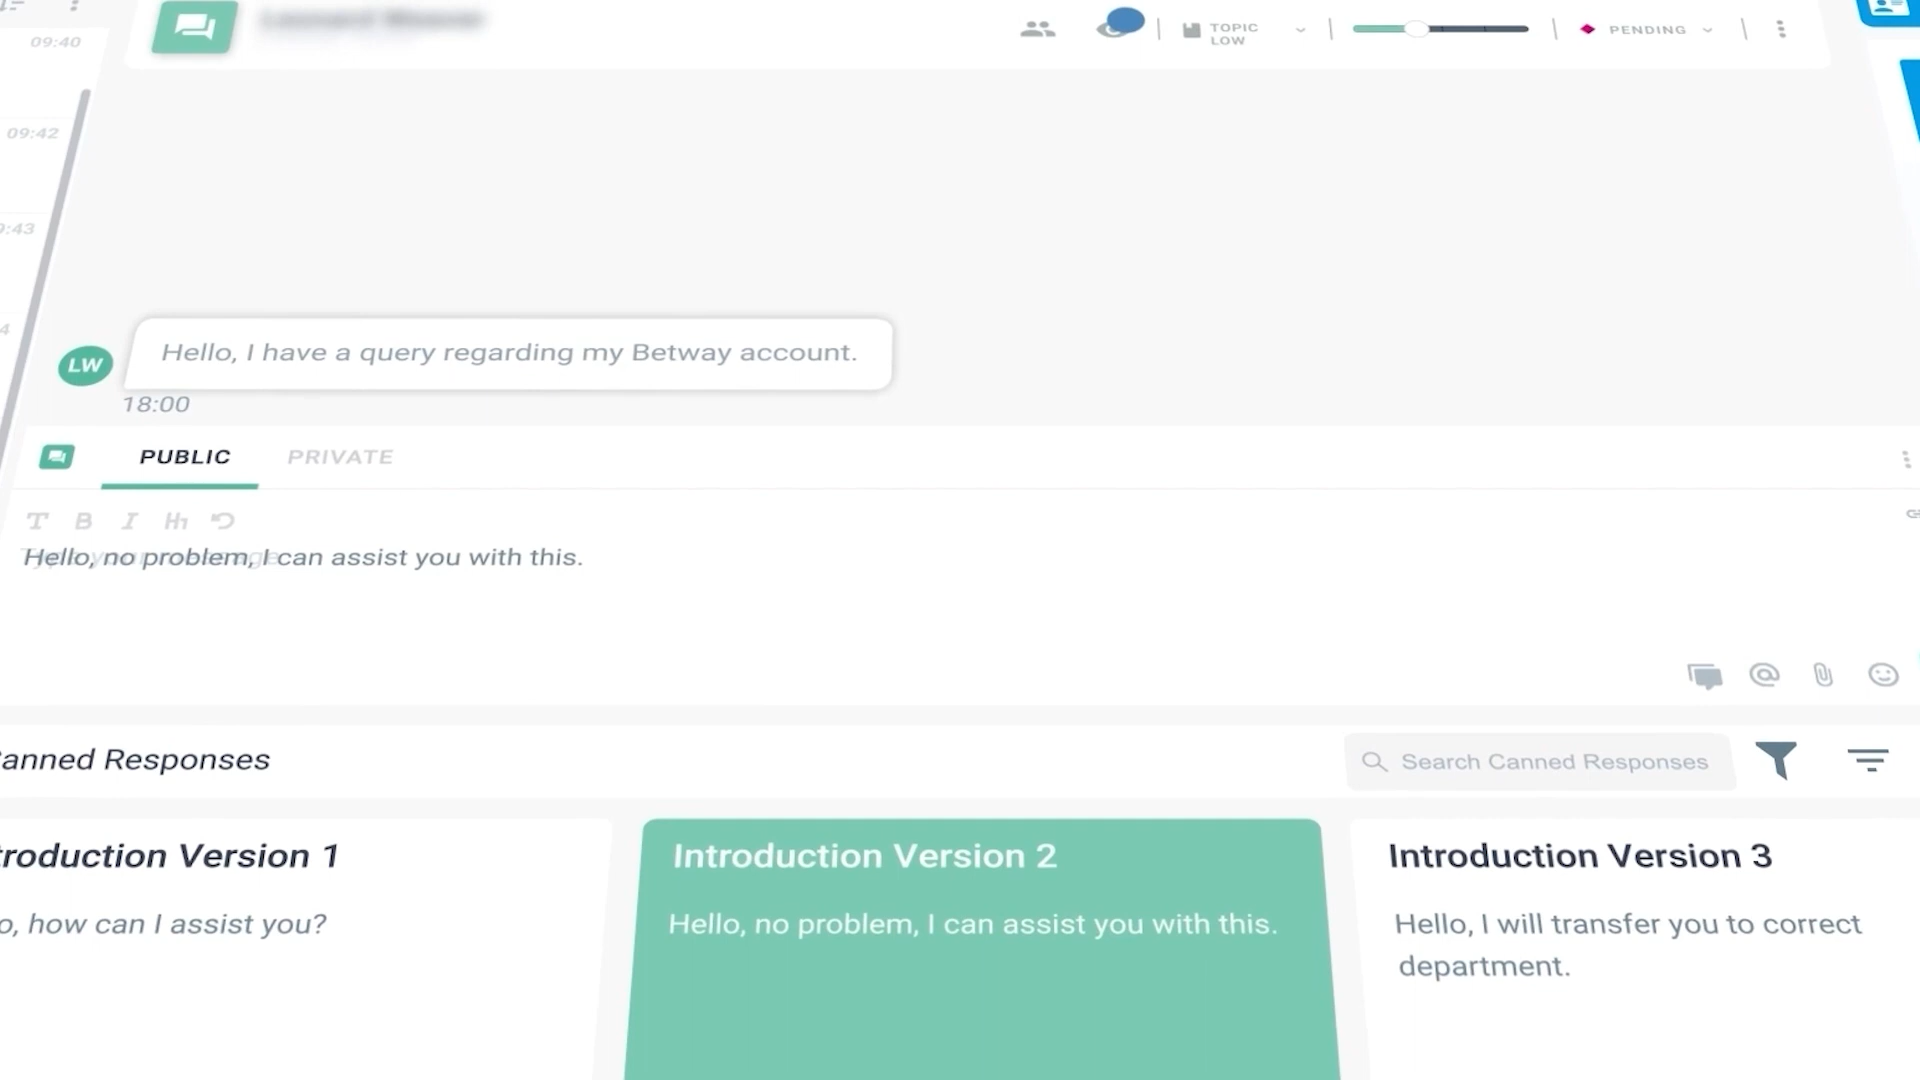 09:40
TOPIC
LOW
PENDING
09:42
9:43
4
Hello, I have a query regarding my Betway account.
LW
18:00
PUBLIC PRIVATE
T B I
Hello, no problem, I can assist you with this.
anned Responses
Search Canned Responses
troduction Version 1
Introduction Version 2
Introduction Version 3
o, how can I assist you?
Hello, no problem, I can assist you with this.
Hello, I will transfer you to correct
department.